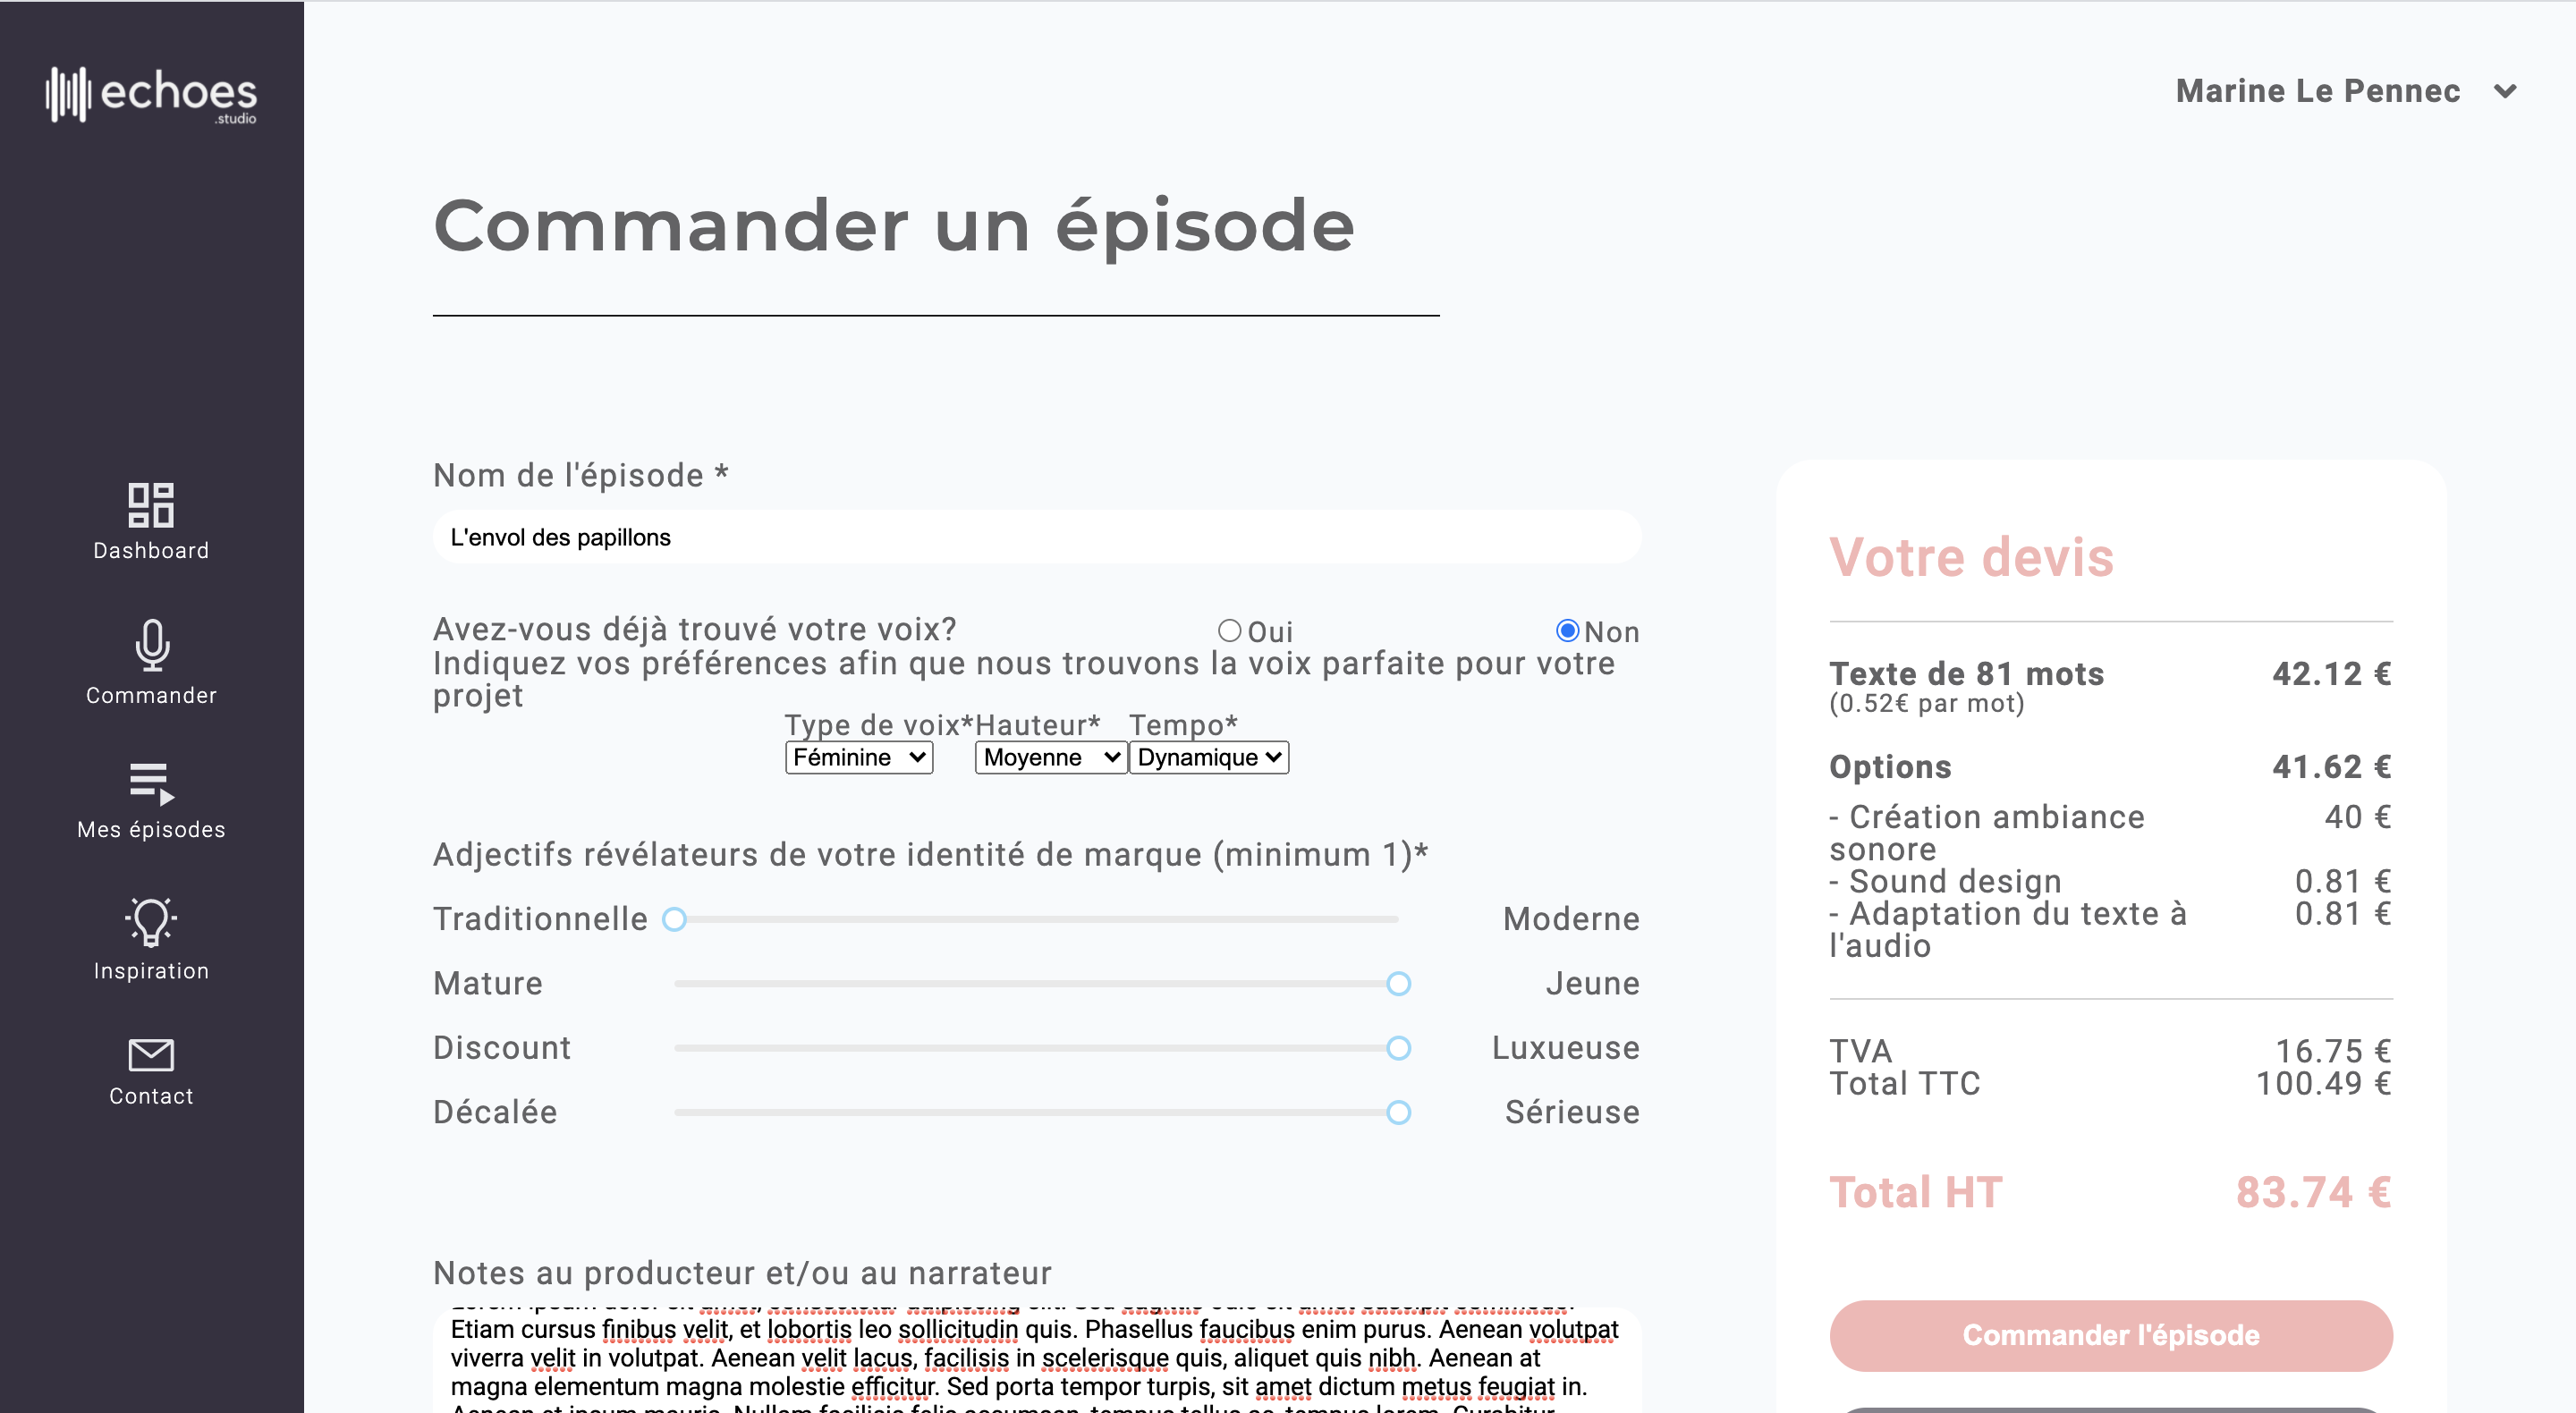 echoes
.studio
Marine Le Pennec
Commander un épisode
Dashboard
Commander
Mes épisodes
Inspiration
Contact
Nom de l'épisode *
L'envol des papillons
Avez-vous déjà trouvé votre voix?
Oui
Non
Indiquez vos préférences afin que nous trouvons la voix parfaite pour votre
projet
Type de voix* Hauteur* Tempo*
Féminine Moyenne Dynamique
Adjectifs révélateurs de votre identité de marque (minimum 1)*
Traditionnelle Moderne
Mature Jeune
Discount Luxueuse
Décalée Sérieuse
Notes au producteur et/ou au narrateur
Etiam cursus finibus velit, et lobortis leo sollicitudin quis. Phasellus faucibus enim purus. Aenean volutpat
viverra velit in volutpat. Aenean velit lacus, facilisis in scelerisque quis, aliquet quis nibh. Aenean at
magna elementum magna molestie efficitur. Sed porta tempor turpis, sit amet dictum metus feugiat in.
Votre devis
Texte de 81 mots 42.12 €
(0.52€ par mot)
Options 41.62 €
- Création ambiance 40 €
sonore
- Sound design 0.81 €
- Adaptation du texte à 0.81 €
l'audio
TVA 16.75 €
Total TTC 100.49 €
Total HT 83.74 €
Commander l'épisode